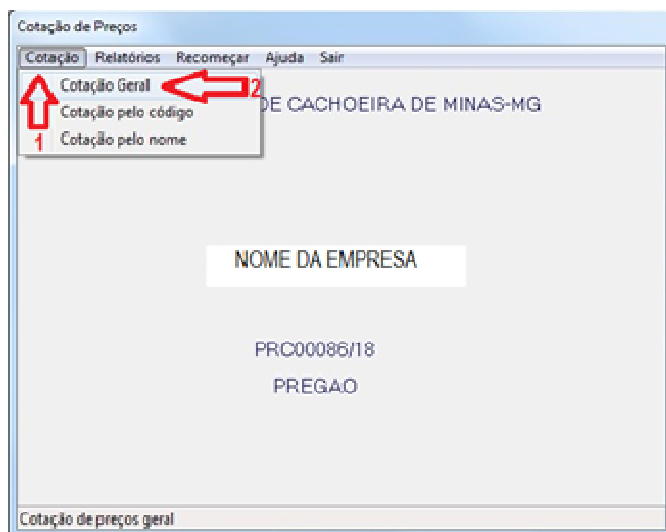 Cotação de Preços
Cotação Relatórios Recomeçar Ajuda Sair
Cotação Geral 2
DE CACHOEIRA DE MINAS-MG
Cotação pelo código
1 Cotação pelo nome
NOME DA EMPRESA
PRC00086/18
PREGAO
Cotação de preços geral